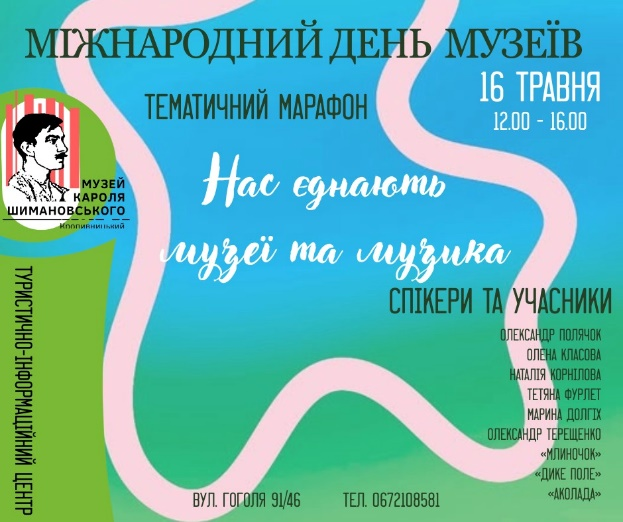 МІЖНАРОДНИЙ ДЕНЬ МУЗЕЇВ
16 ТРАВНЯ
12.00 - 16.00
ТЕМАТИЧНИЙ МАРАФОН
МУЗЕЙ
КАРОЛЯ
ШИМАНОВСЬКОГО
Кропивницький
Нас єднають
музеї та музика
СПІКЕРИ ТА УЧАСНИКИ
ОЛЕКСАНДР ПОЛЯЧОК
ОЛЕНА КЛАСОВА
НАТАЛІЯ КОРНІЛОВА
ТЕТЯНА ФУРЛЕТ
МАРИНА ДОЛГІХ
ОЛЕКСАНДР ТЕРЕЩЕНКО
«МЛИНОЧОК»
«ДИКЕ ПОЛЕ»
«АКОЛАДА»
ТУРИСТИЧНО-ІНФОРМАЦІЙНИЙ ЦЕНТР
ВУЛ. ГОГОЛЯ 91/46 ТЕЛ. 0672108581